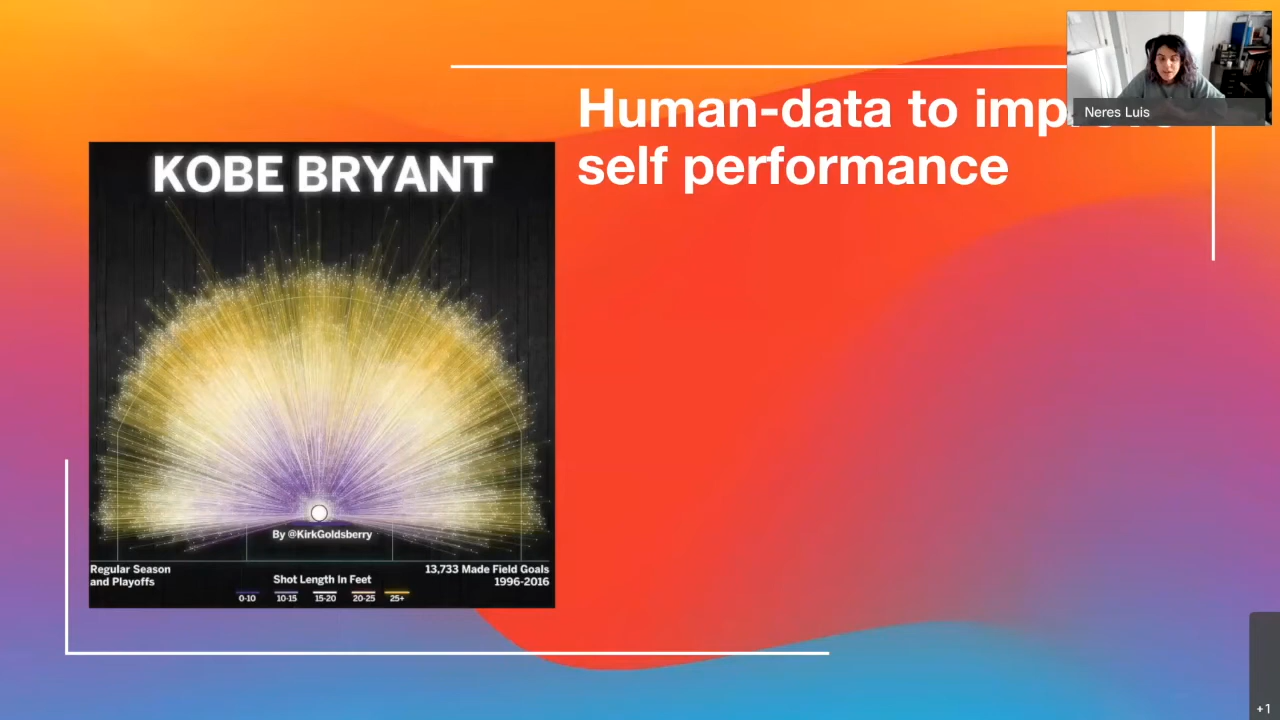 Human-data to imp
self performance
Neres Luis
KOBE BRYANT
By @KirkGoldsberry
Regular Season
and Playoffs
Shot Length In Feet
0-10 10-15 15-20 20-25 25+
13,733 Made Field Goals
1996-2016
+1